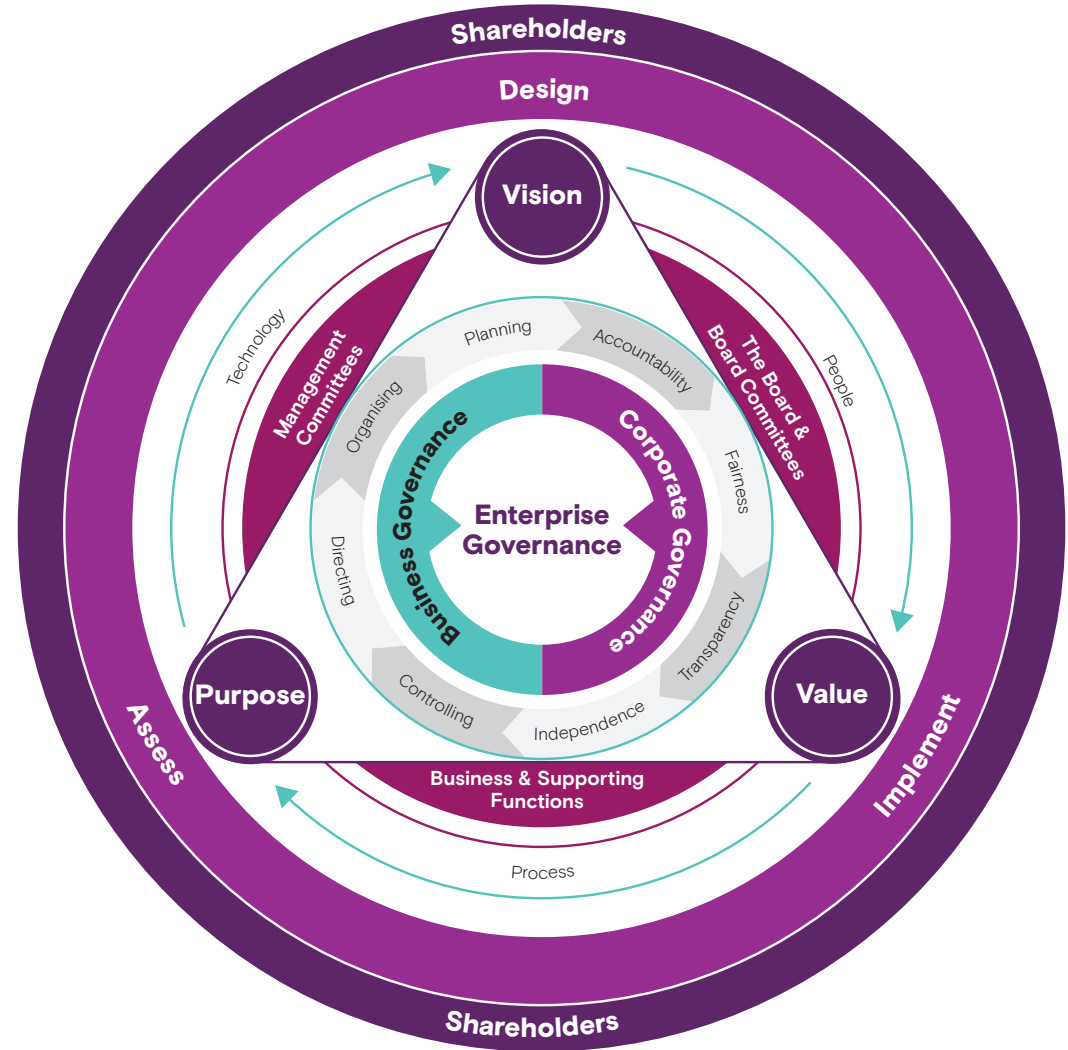 Shareholders
Design
Vision
Technology
Management
Committees
The Board &
Board Committees
People
Planning
Accountability
Organising
Fairness
Directing
Transparency
Controlling
Independence
Business Governance
Corporate Governance
Enterprise
Governance
Purpose
Value
Assess
Implement
Business & Supporting
Functions
Process
Shareholders